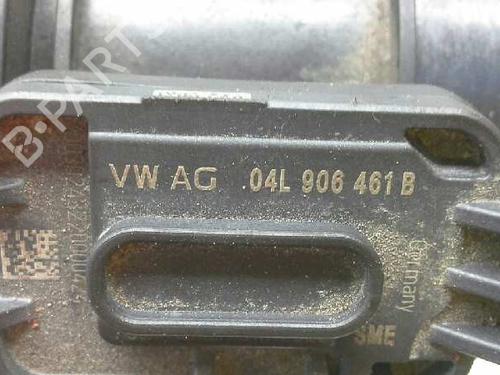 B-PARTS
VW AG 04L 906 461 B
Germany
SME